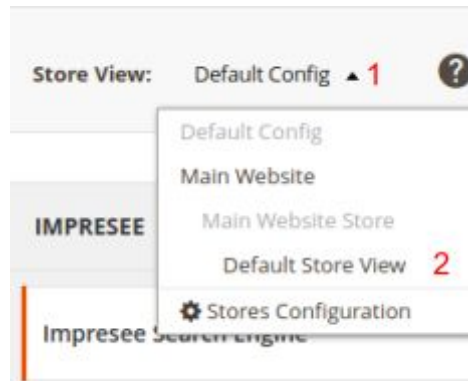 Store View: Default Config ▲ 1 ?
Default Config
Main Website
IMPRESEE Main Website Store
Default Store View 2
Stores Configuration
Impresee Search Engine